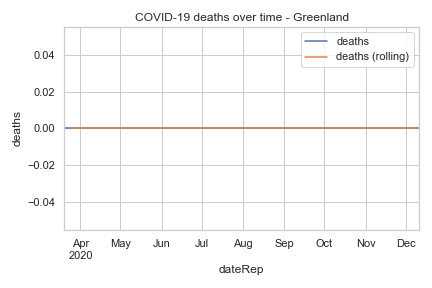 COVID-19 deaths over time - Greenland
deaths
deaths (rolling)
deaths
0.04
0.02
0.00
−0.02
−0.04
Apr May Jun Jul Aug Sep Oct Nov Dec
2020
dateRep